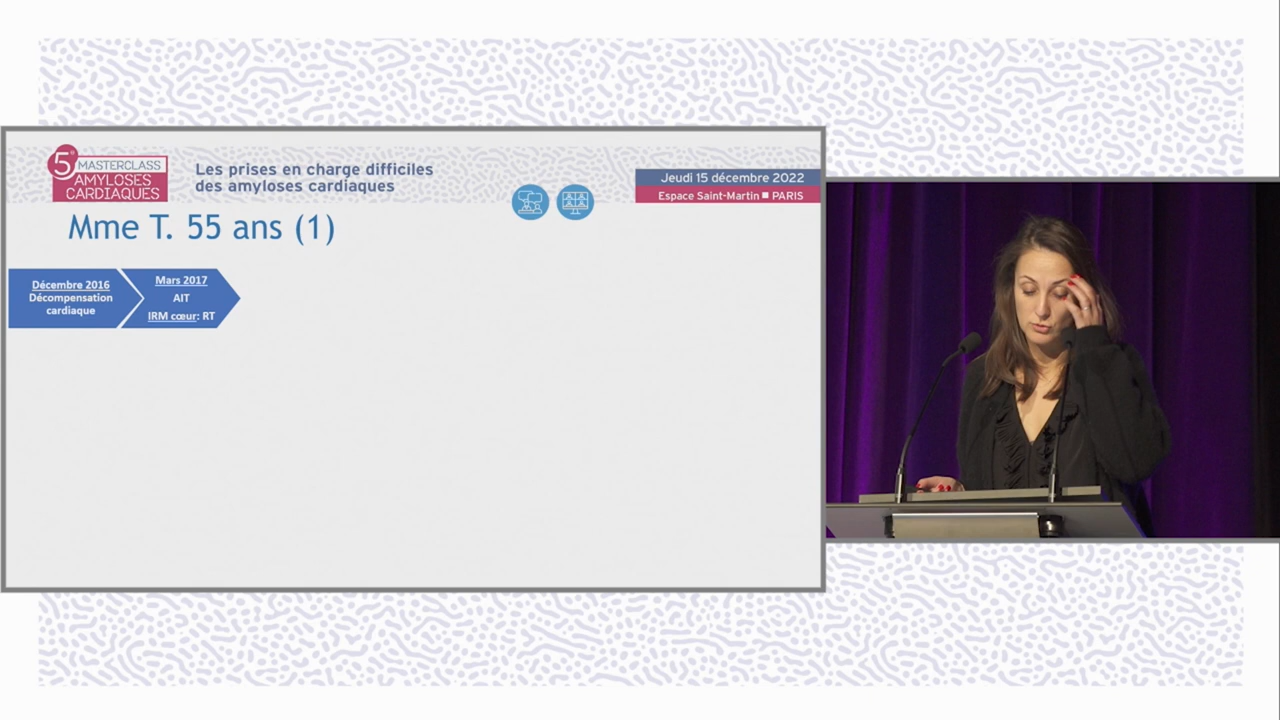 5e MASTERCLASS
AMYLOSES
CARDIAQUES
Les prises en charge difficiles
des amyloses cardiaques
Jeudi 15 décembre 2022
Espace Saint-Martin ■ PARIS
Mme T. 55 ans (1)
Décembre 2016
Décompensation
cardiaque
Mars 2017
AIT
IRM cœur: RT